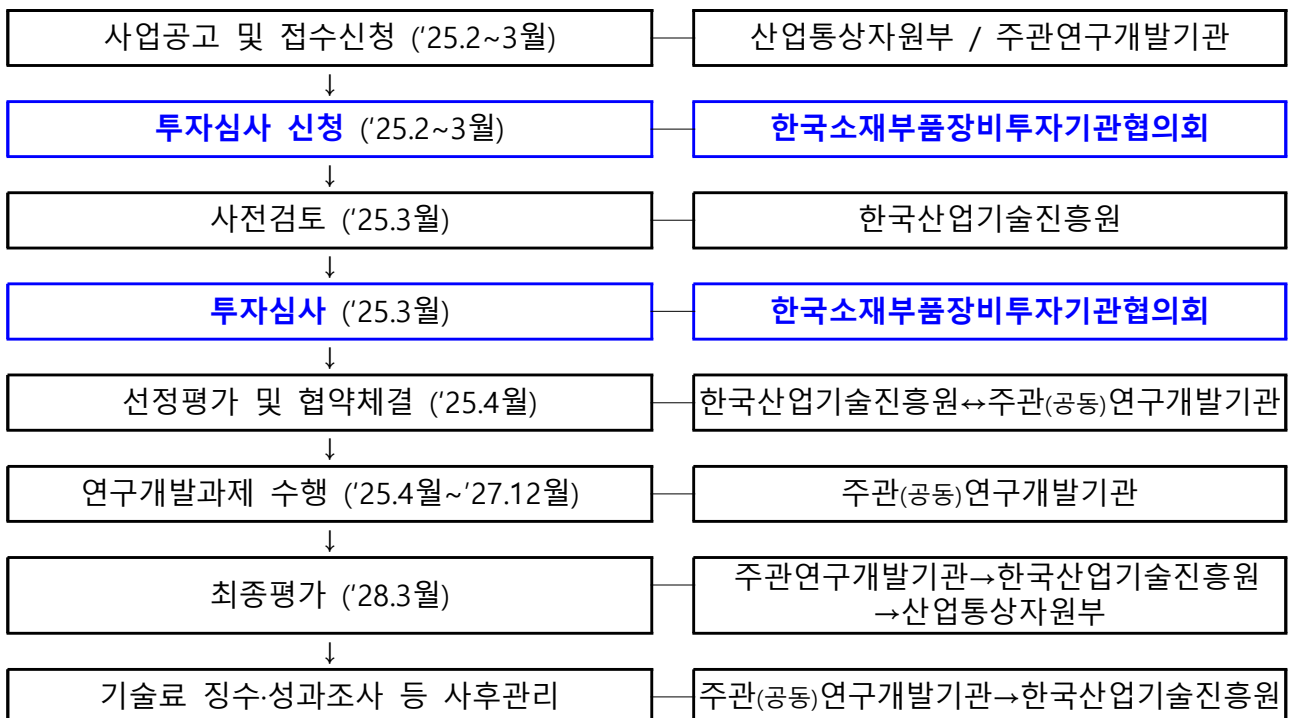 사업공고 및 접수신청 ('25.2~3월)
산업통상자원부 / 주관연구개발기관
↓
투자심사 신청 ('25.2~3월)
한국소재부품장비투자기관협의회
↓
사전검토 ('25.3월)
한국산업기술진흥원
↓
투자심사 ('25.3월)
한국소재부품장비투자기관협의회
↓
선정평가 및 협약체결 ('25.4월)
한국산업기술진흥원↔주관(공동)연구개발기관
↓
연구개발과제 수행 ('25.4월~'27.12월)
주관(공동)연구개발기관
↓
최종평가 ('28.3월)
주관연구개발기관→한국산업기술진흥원
→산업통상자원부
↓
기술료 징수·성과조사 등 사후관리
주관(공동)연구개발기관→한국산업기술진흥원